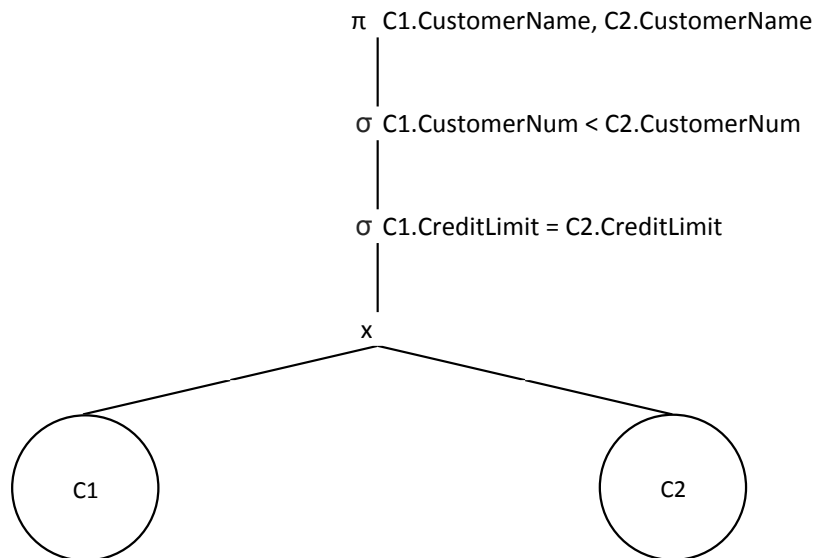 π C1.CustomerName, C2.CustomerName
σ C1.CustomerNum < C2.CustomerNum
σ C1.CreditLimit = C2.CreditLimit
x
C1
C2